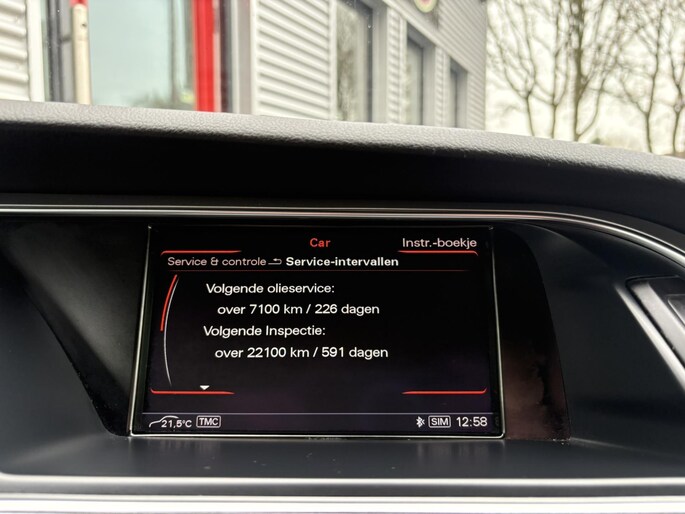 Car
Instr.-boekje
Service & controle Service-intervallen
Volgende olieservice:
over 7100 km / 226 dagen
Volgende Inspectie:
over 22100 km / 591 dagen
21,5°C TMC SIM 12:58